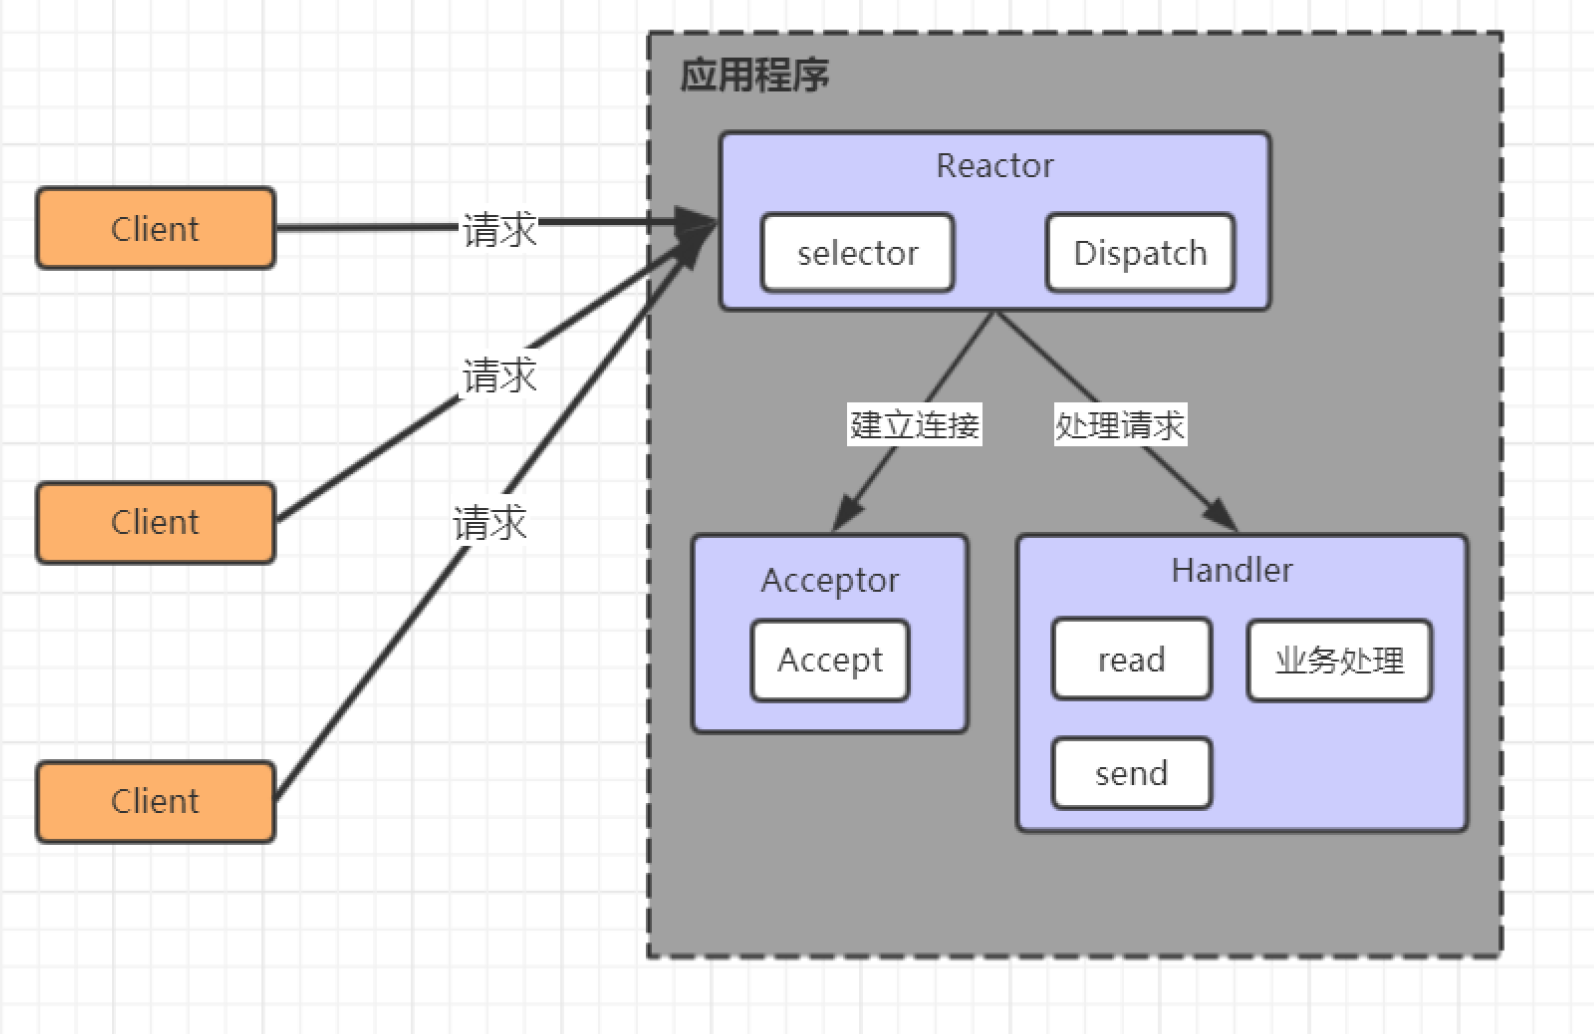 应用程序
Reactor
selector
Dispatch
Client
请求
Client
请求
Client
请求
建立连接
处理请求
Acceptor
Accept
Handler
read
业务处理
send